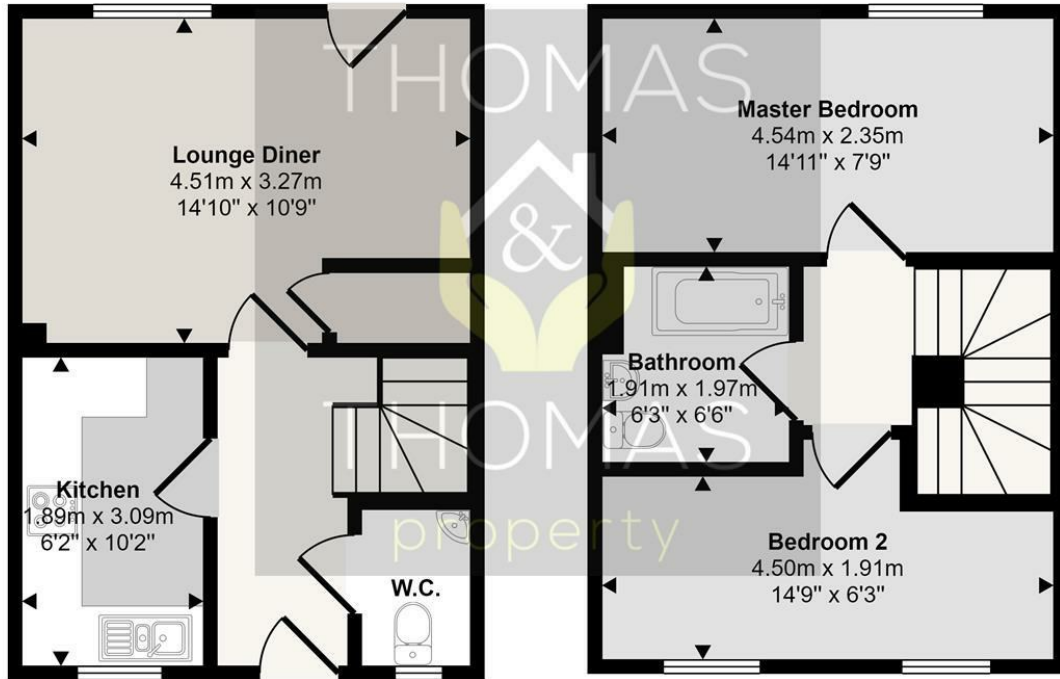 THOMAS
&
THOMAS
property
Lounge Diner
4.51m x 3.27m
14'10" x 10'9"
Kitchen
1.89m x 3.09m
6'2" x 10'2"
W.C.
Master Bedroom
4.54m x 2.35m
14'11" x 7'9"
Bathroom
1.91m x 1.97m
6'3" x 6'6"
Bedroom 2
4.50m x 1.91m
14'9" x 6'3"